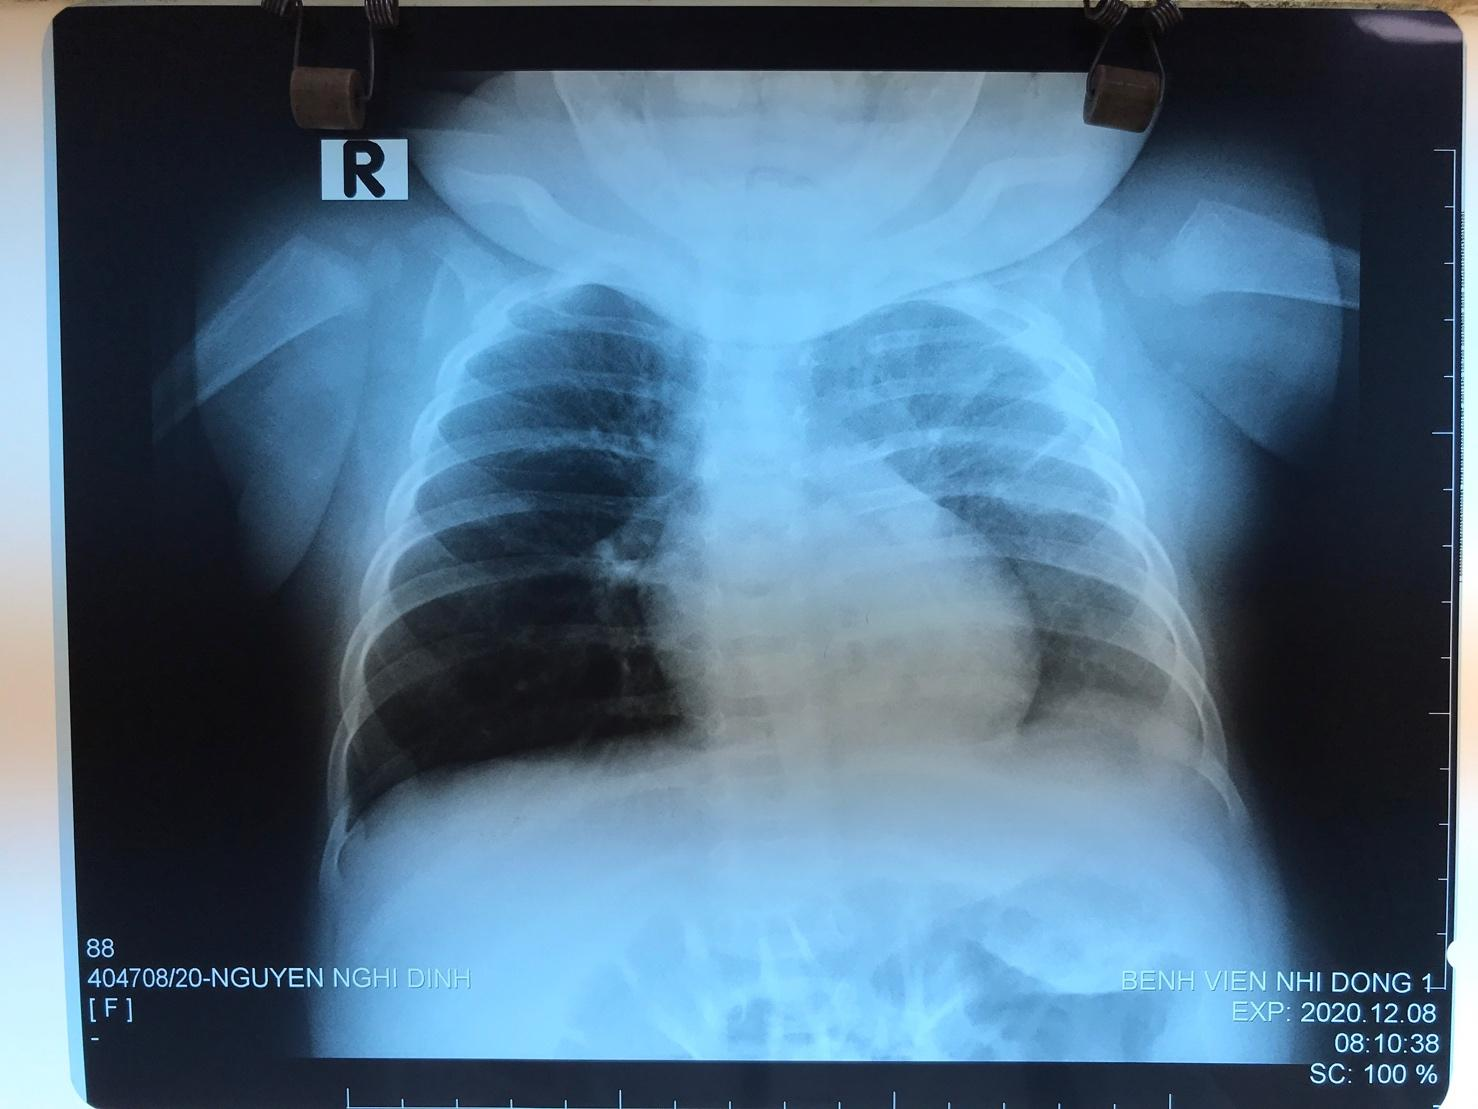 R
88
404708/20-NGUYEN NGHI DINH
[ F ]
-
BENH VIEN NHI DONG 1
EXP: 2020.12.08
08:10:38
SC: 100 %